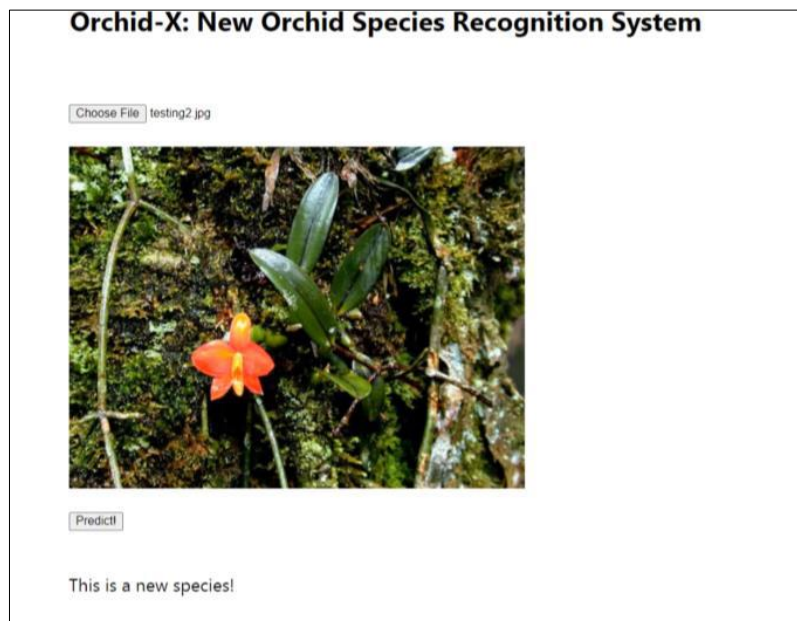 Orchid-X: New Orchid Species Recognition System
Choose File testing2.jpg
Predict!
This is a new species!